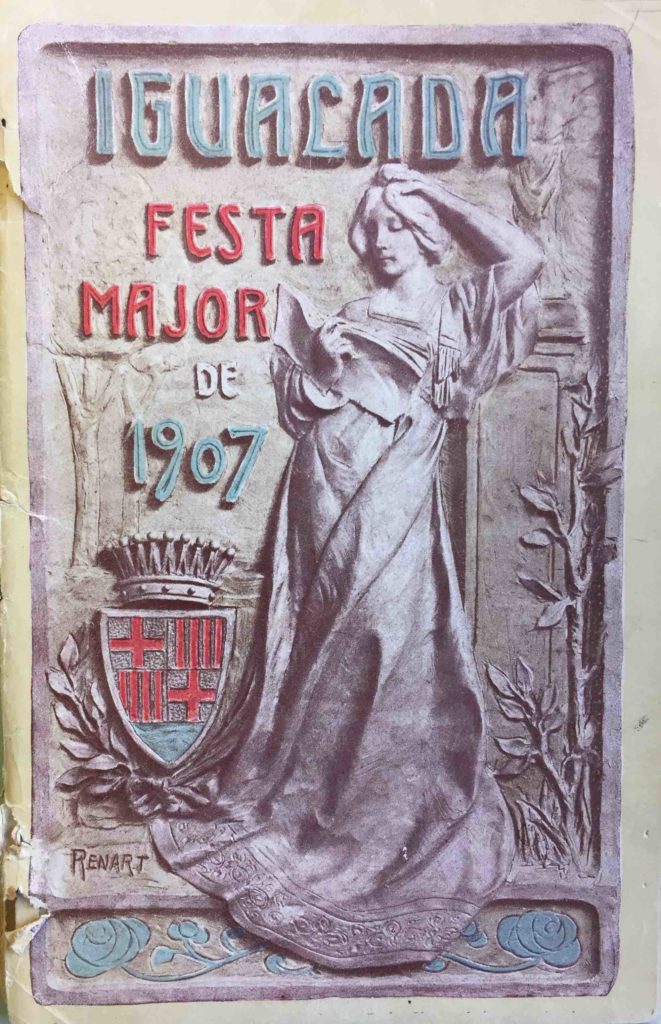 IGUALADA
FESTA
MAJOR
DE
1907
RENART